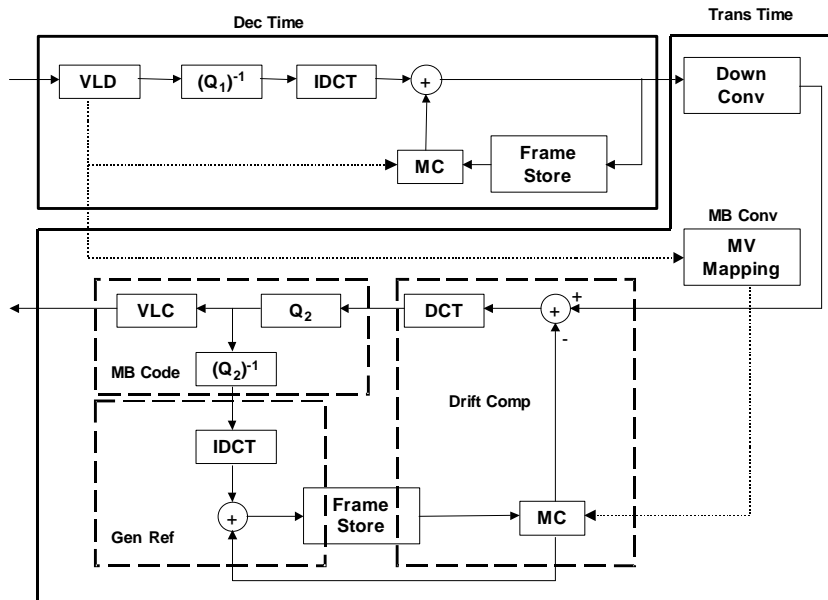 Trans Time
Dec Time
VLD
(Q1)-1
IDCT
+
Down
Conv
MC
Frame
Store
MB Conv
MV
Mapping
VLC
Q2
DCT
+
+
-
MB Code
(Q2)-1
Drift Comp
IDCT
Frame
Store
+
MC
Gen Ref